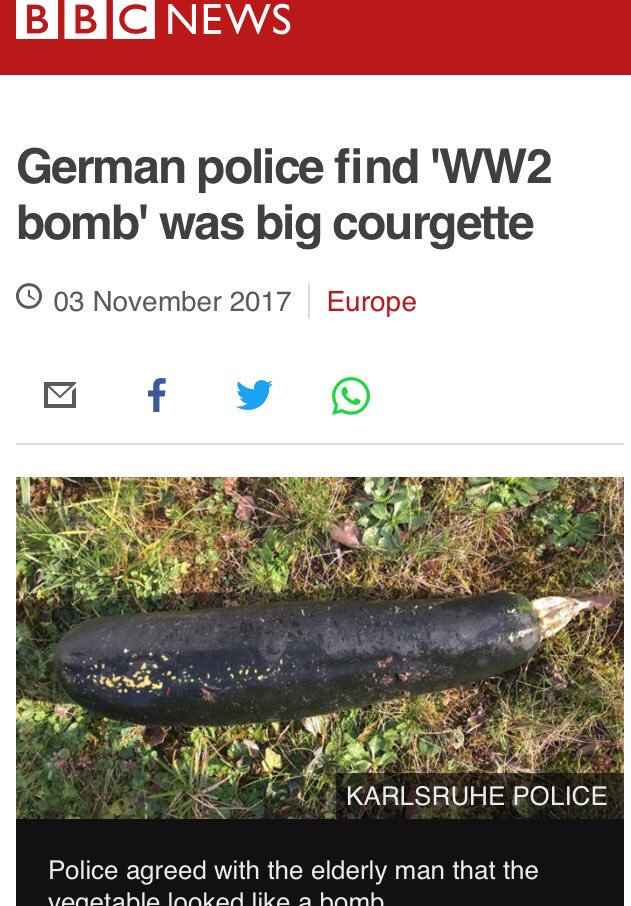 BBC NEWS
German police find 'WW2
bomb' was big courgette
03 November 2017 Europe
KARLSRUHE POLICE
Police agreed with the elderly man that the
vegetable looked like a bomb